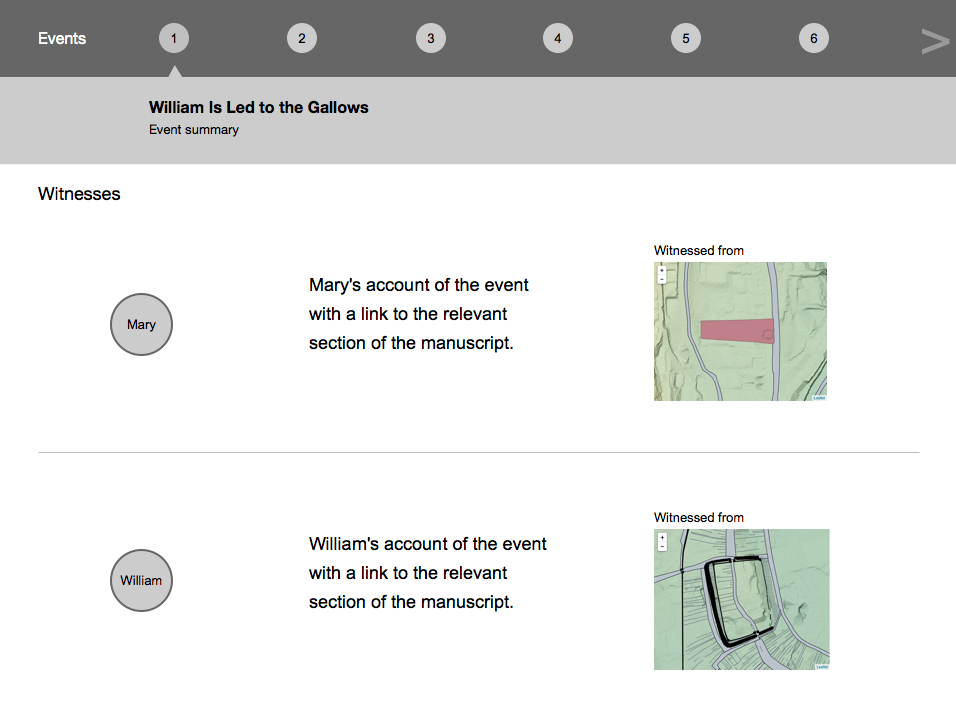 Events 1 2 3 4 5 6 >
William Is Led to the Gallows
Event summary
Witnesses
Mary
Mary's account of the event
with a link to the relevant
section of the manuscript.
Witnessed from
+
-
Leaflet
William
William's account of the event
with a link to the relevant
section of the manuscript.
Witnessed from
+
-
Leaflet